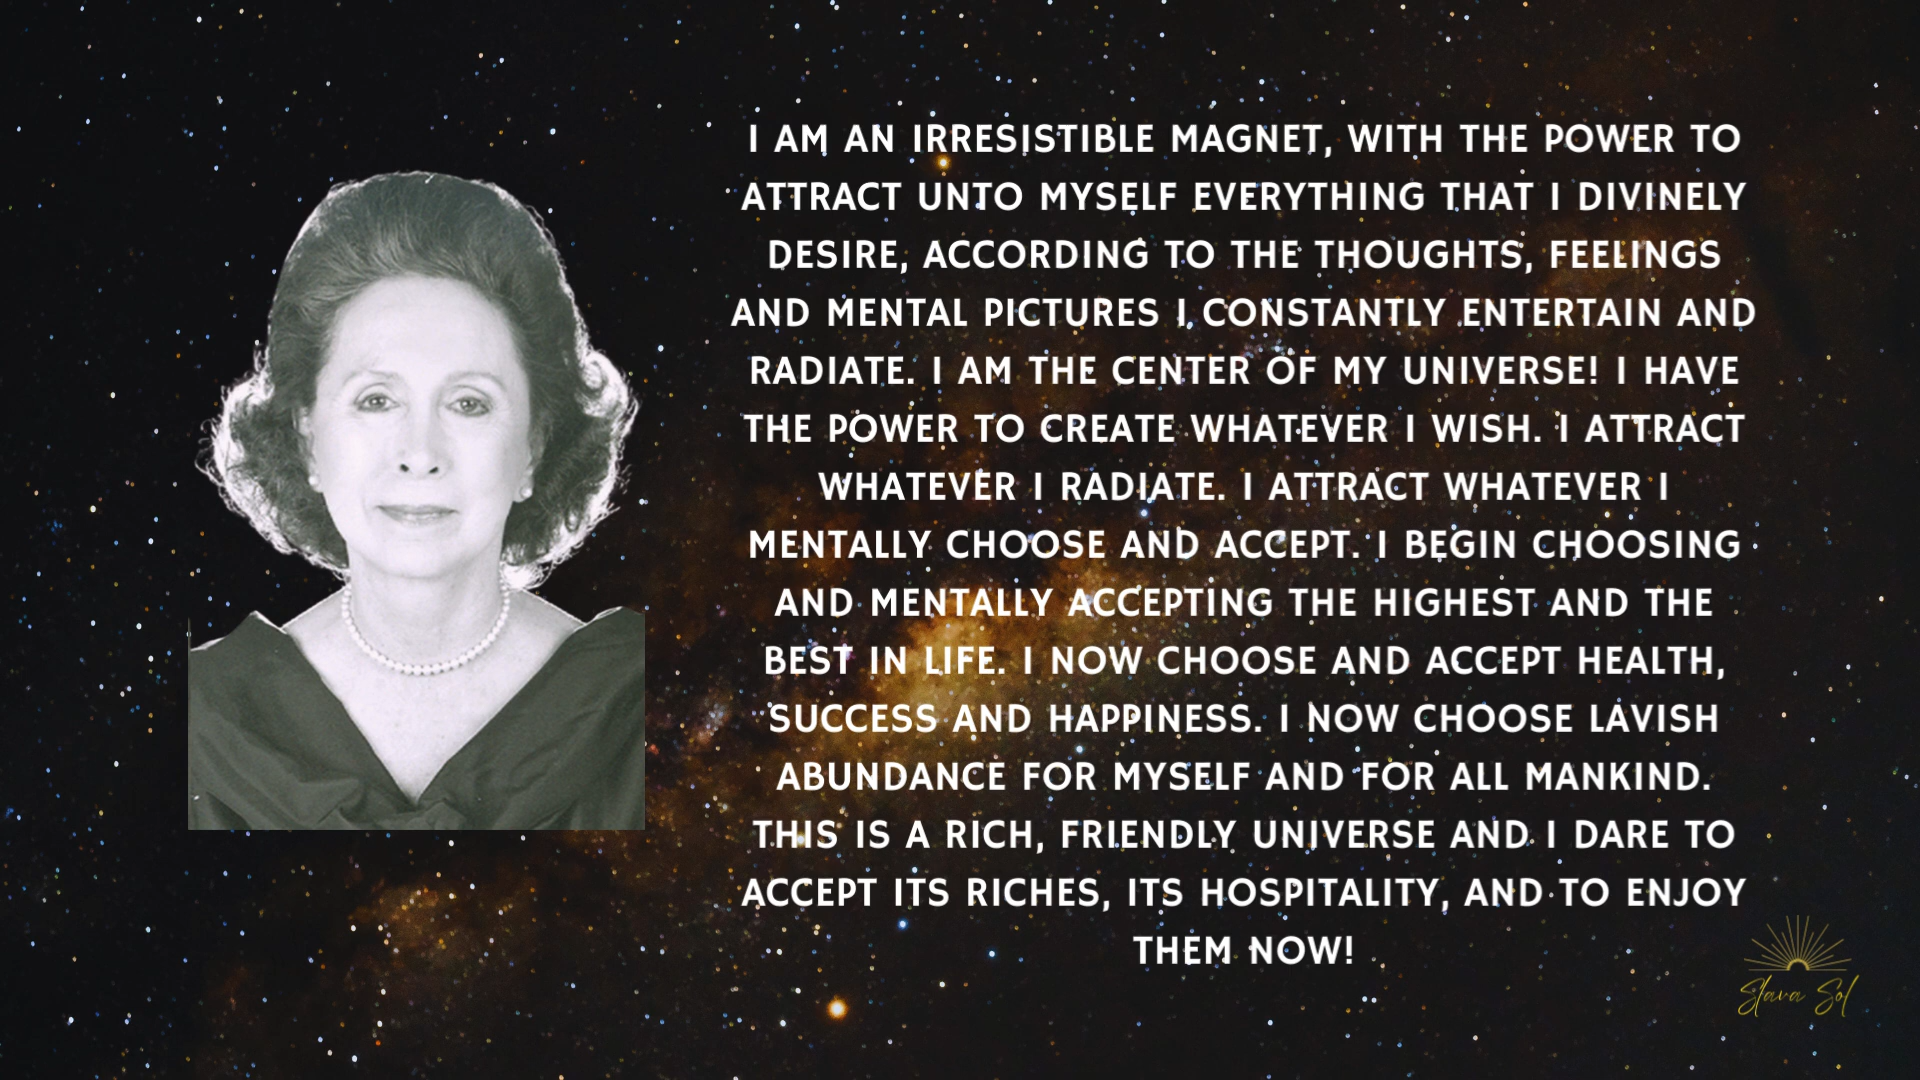 I AM AN IRRESISTIBLE MAGNET, WITH THE POWER TO
ATTRACT UNTO MYSELF EVERYTHING THAT I DIVINELY
DESIRE, ACCORDING TO THE THOUGHTS, FEELINGS
AND MENTAL PICTURES I CONSTANTLY ENTERTAIN AND
RADIATE. I AM THE CENTER OF MY UNIVERSE! I HAVE
THE POWER TO CREATE WHATEVER I WISH. I ATTRACT
WHATEVER I RADIATE. I ATTRACT WHATEVER I
MENTALLY CHOOSE AND ACCEPT. I BEGIN CHOOSING
AND MENTALLY ACCEPTING THE HIGHEST AND THE
BEST IN LIFE. I NOW CHOOSE AND ACCEPT HEALTH,
SUCCESS AND HAPPINESS. I NOW CHOOSE LAVISH
ABUNDANCE FOR MYSELF AND FOR ALL MANKIND.
THIS IS A RICH, FRIENDLY UNIVERSE AND I DARE TO
ACCEPT ITS RICHES, ITS HOSPITALITY, AND TO ENJOY
THEM NOW!
Slava Sol